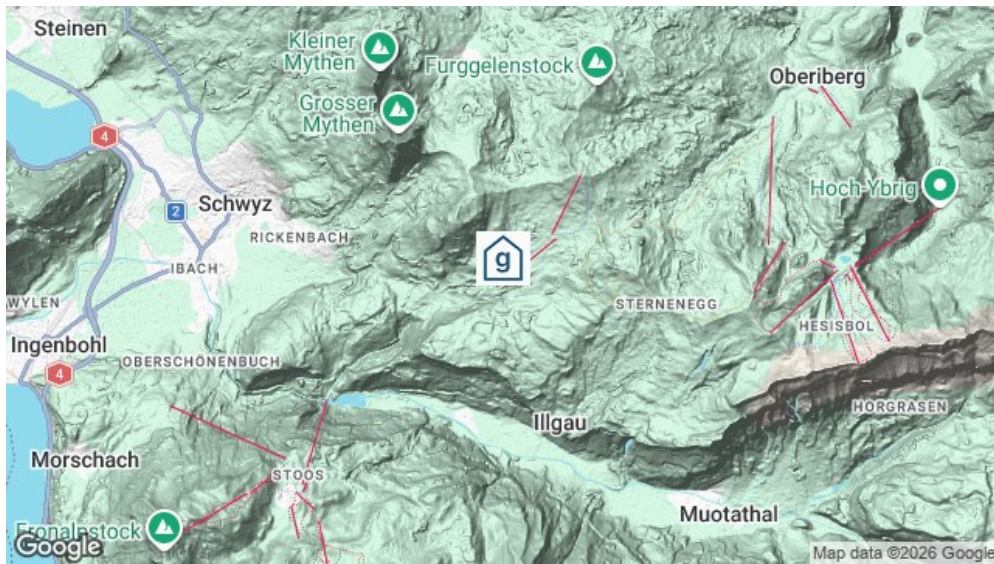 Steinen
Kleiner
Mythen
Furggelenstock
Oberiberg
Grosser
Mythen
4
Hoch-Ybrig
2
Schwyz
RICKENBACH
g
IBACH
WYLEN
STERNENEGG
HESISBOL
Ingenbohl
OBERSCHÖNENBUCH
4
HORGRASEN
Illgau
Morschach
STOOS
Muotathal
Fronalpstock
Google
Map data ©2026 Google